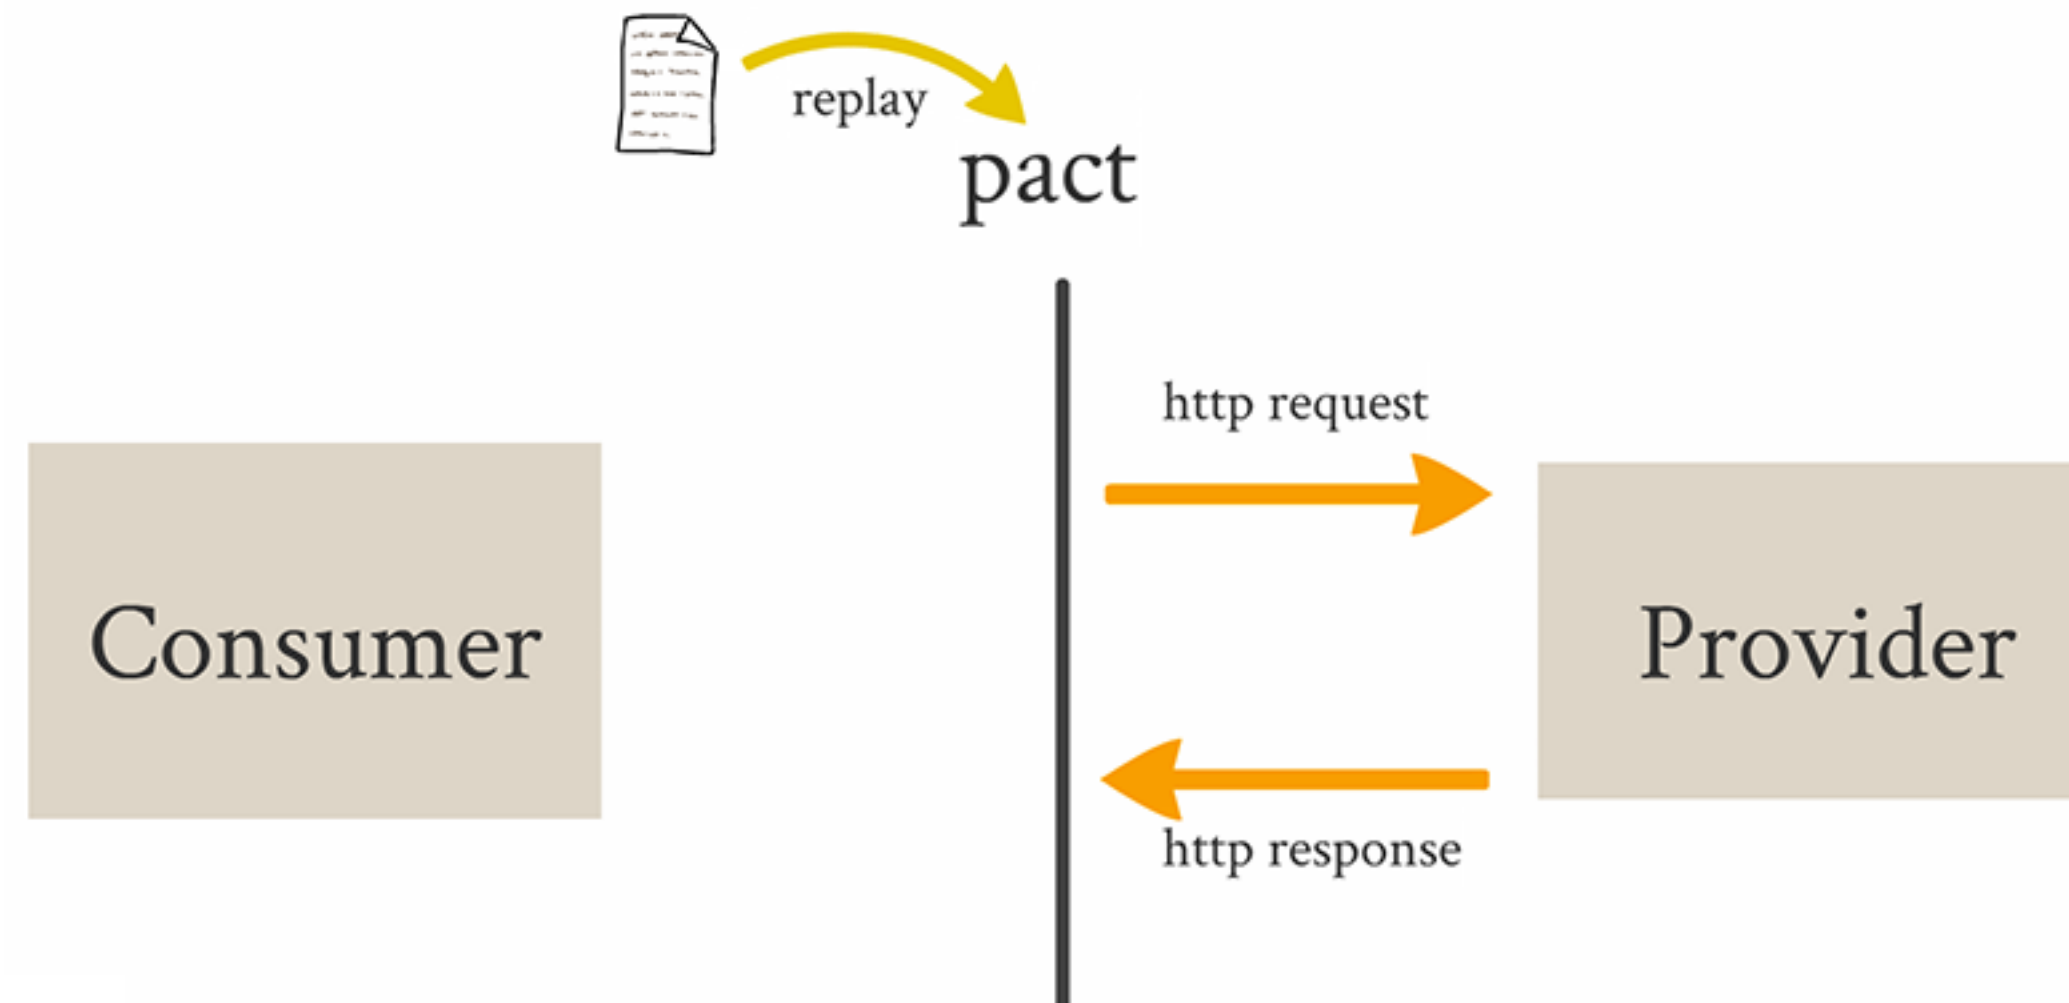 replay
pact
http request
Consumer
Provider
http response